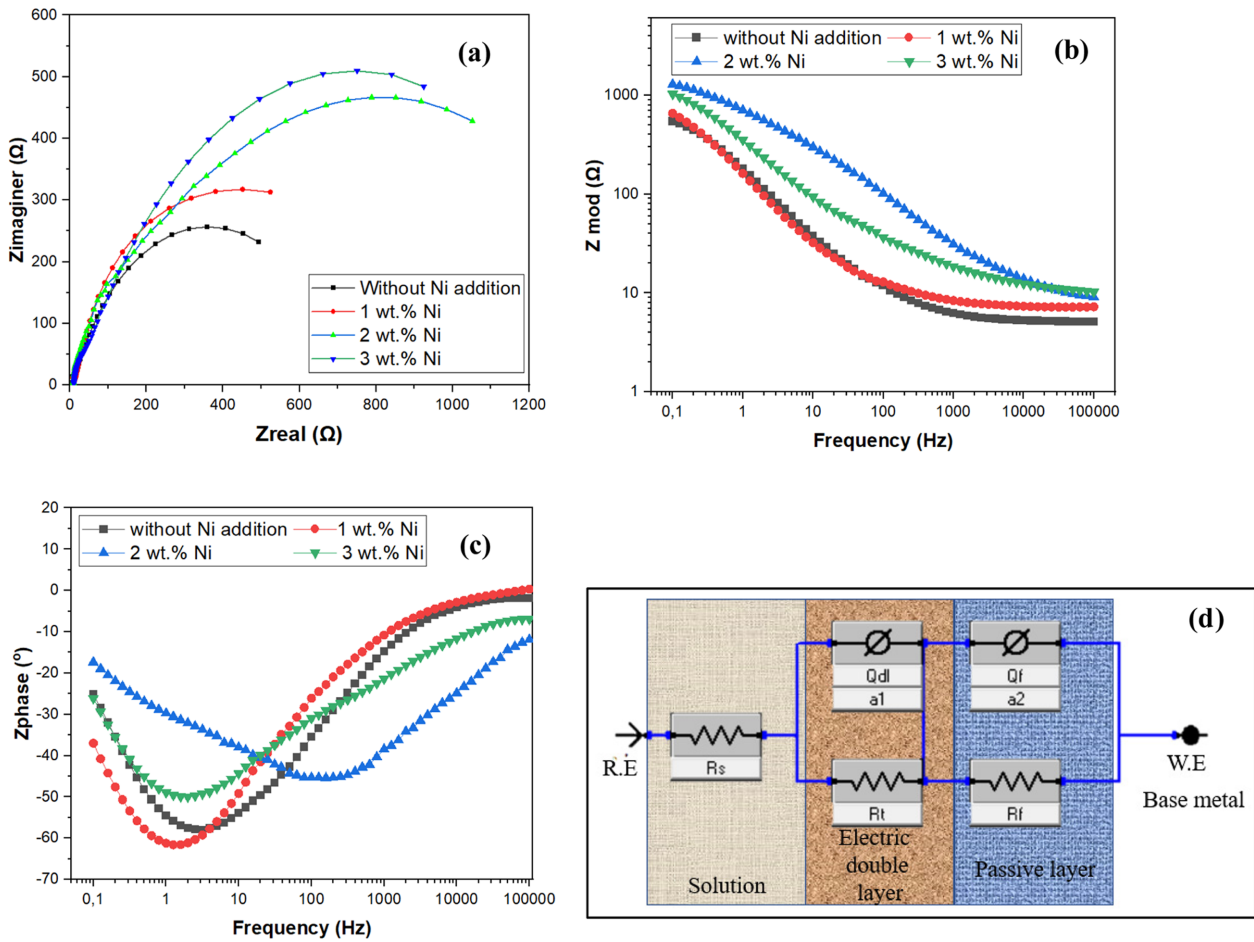 (a)
600
500
400
300
200
100
0
Zimaginer (Ω)
0 200 400 600 800 1000 1200
Zreal (Ω)
Without Ni addition
1 wt.% Ni
2 wt.% Ni
3 wt.% Ni
(b)
without Ni addition 1 wt.% Ni
2 wt.% Ni 3 wt.% Ni
1000
100
10
1
Z mod (Ω)
0,1 1 10 100 1000 10000 100000
Frequency (Hz)
(c)
without Ni addition 1 wt.% Ni
2 wt.% Ni 3 wt.% Ni
20
10
0
-10
-20
-30
-40
-50
-60
-70
Zphase (º)
0,1 1 10 100 1000 10000 100000
Frequency (Hz)
(d)
Qdl Qf
a1 a2
R.E
Rs
W.E
Base metal
Rt Rf
Electric
double
layer
Passive layer
Solution